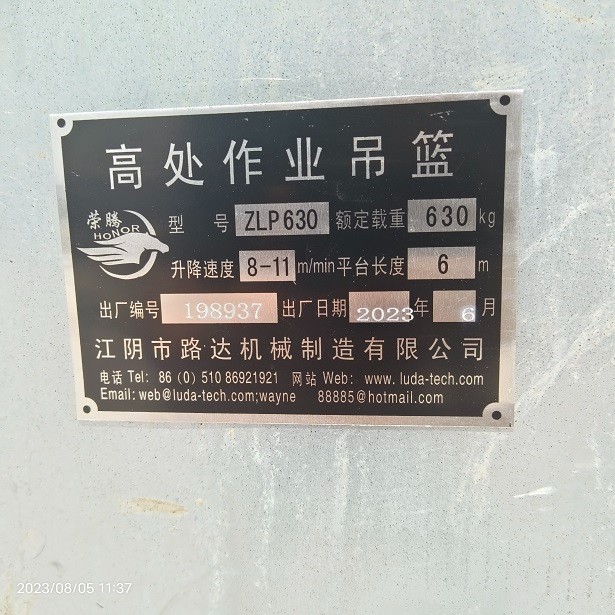 高处作业吊篮
荣腾
HONOR
型 号 ZLP630 额定载重 630 kg
升降速度 8-11 m/min 平台长度 6 m
出厂编号 198937 出厂日期 2023 年 6 月
江阴市路达机械制造有限公司
电话 Tel: 86 (0) 510 86921921 网站 Web: www. luda-tech.com
Email: web@luda-tech.com;wayne 88885@hotmail.com
2023/08/05 11:37